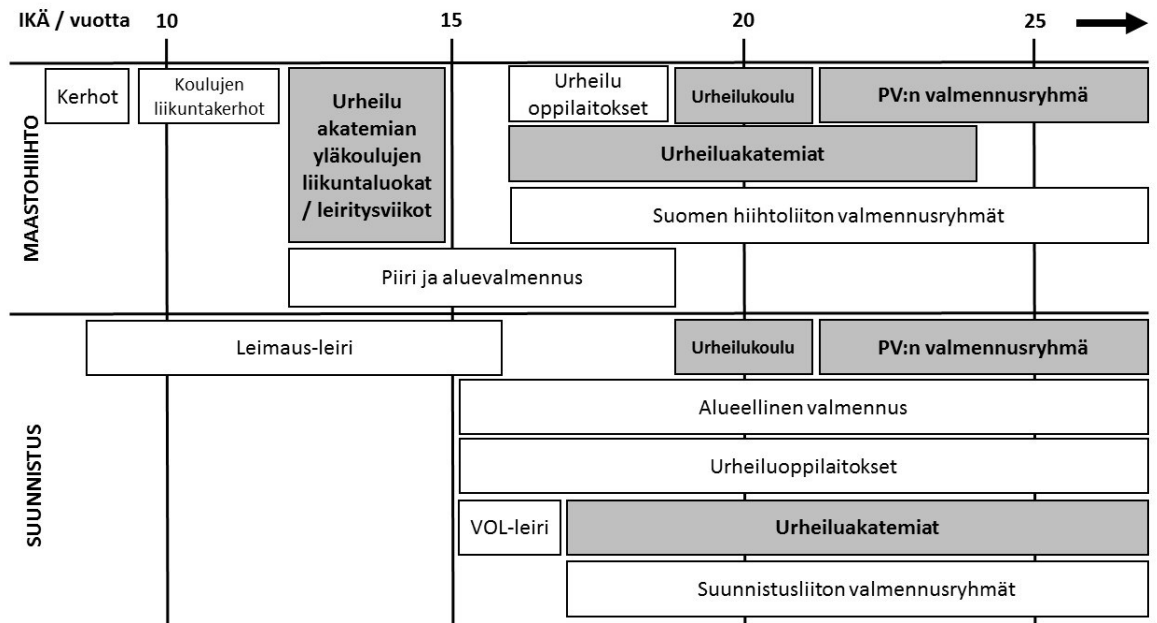 IKÄ / vuotta 10 15 20 25
MAASTOHIIHTO
Kerhot
Koulujen
liikuntakerhot
Urheilu
akatemian
yläkoulujen
liikuntaluokat
/ leiritysviikot
Urheilu
oppilaitokset
Urheilukoulu
PV:n valmennusryhmä
Urheiluakatemiat
Suomen hiihtoliiton valmennusryhmät
Piiri ja aluevalmennus
SUUNNISTUS
Leimaus-leiri
Urheilukoulu
PV:n valmennusryhmä
Alueellinen valmennus
Urheiluoppilaitokset
VOL-leiri
Urheiluakatemiat
Suunnistusliiton valmennusryhmät